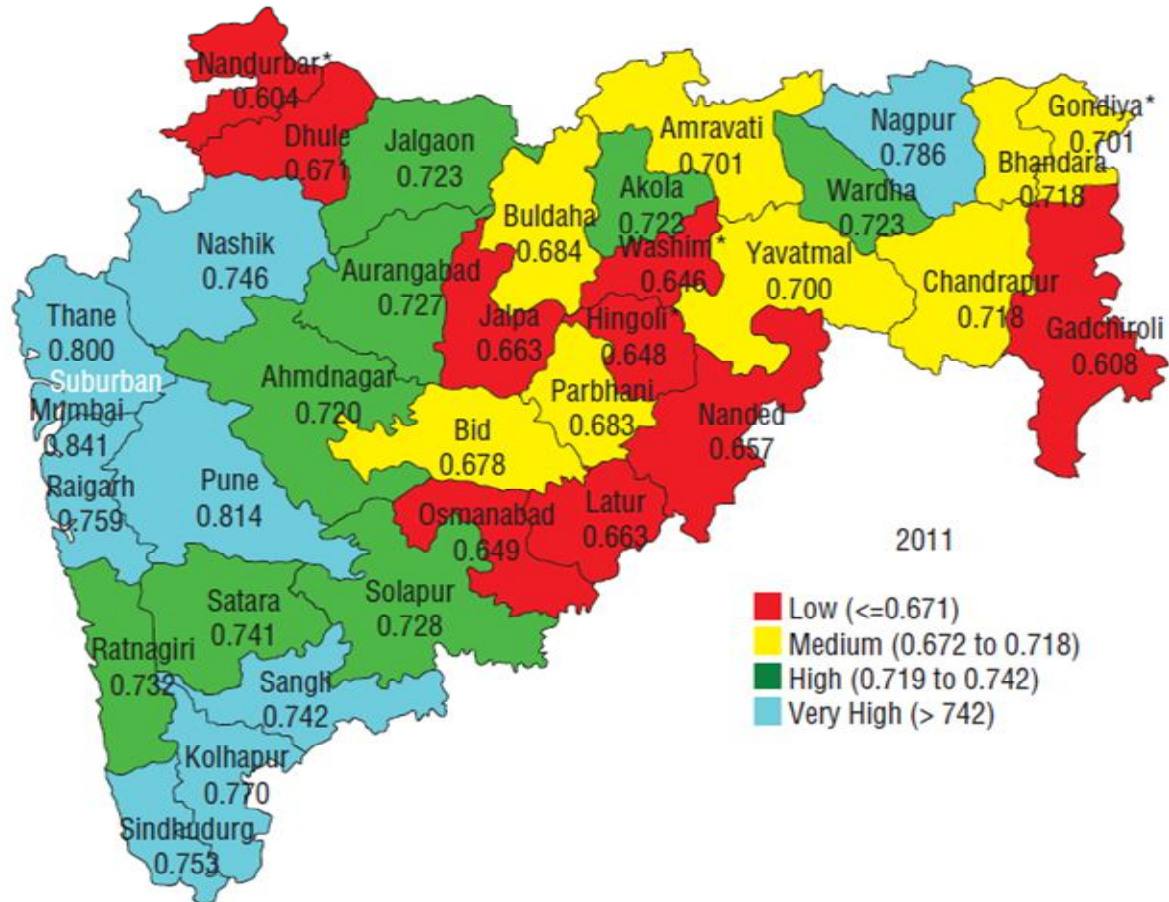 Nandurbar*
0.604
Dhule
0.671
Jalgaon
0.723
Nashik
0.746
Aurangabad
0.727
Buldaha
0.684
Akola
0.722
Amravati
0.701
Wardha
0.723
Nagpur
0.786
Bhandara
0.718
Gondiya*
0.701
Washim*
0.646
Yavatmal
0.700
Chandrapur
0.718
Gadchiroli
0.608
Thane
0.800
Suburban
Mumbai
0.841
Raigarh
0.759
Pune
0.814
Ahmdnagar
0.720
Jalpa
0.663
Hingoli*
0.648
Parbhani
0.683
Bid
0.678
Nanded
0.657
Osmanabad
0.649
Latur
0.663
Solapur
0.728
Satara
0.741
Ratnagiri
0.732
Sangli
0.742
Kolhapur
0.770
Sindhudurg
0.753
2011
Low (<=0.671)
Medium (0.672 to 0.718)
High (0.719 to 0.742)
Very High (> 742)